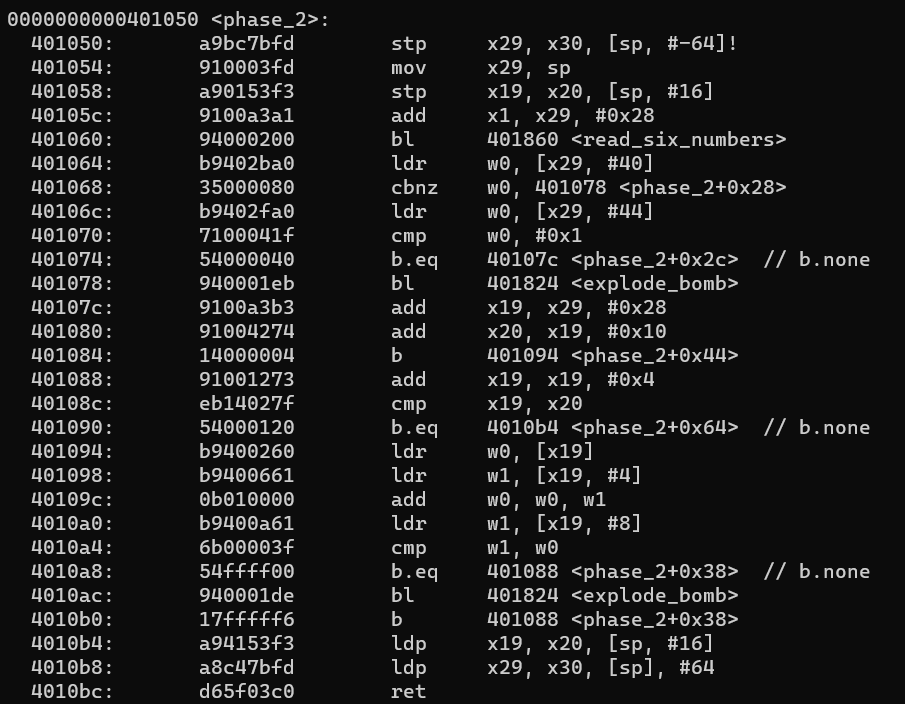 0000000000401050 <phase_2>:
401050: a9bc7bfd stp x29, x30, [sp, #-64]!
401054: 910003fd mov x29, sp
401058: a90153f3 stp x19, x20, [sp, #16]
40105c: 9100a3a1 add x1, x29, #0x28
401060: 94000200 bl 401860 <read_six_numbers>
401064: b9402ba0 ldr w0, [x29, #40]
401068: 35000080 cbnz w0, 401078 <phase_2+0x28>
40106c: b9402fa0 ldr w0, [x29, #44]
401070: 7100041f cmp w0, #0x1
401074: 54000040 b.eq 40107c <phase_2+0x2c> // b.none
401078: 940001eb bl 401824 <explode_bomb>
40107c: 9100a3b3 add x19, x29, #0x28
401080: 91004274 add x20, x19, #0x10
401084: 14000004 b 401094 <phase_2+0x44>
401088: 91001273 add x19, x19, #0x4
40108c: eb14027f cmp x19, x20
401090: 54000120 b.eq 4010b4 <phase_2+0x64> // b.none
401094: b9400260 ldr w0, [x19]
401098: b9400661 ldr w1, [x19, #4]
40109c: 0b010000 add w0, w0, w1
4010a0: b9400a61 ldr w1, [x19, #8]
4010a4: 6b00003f cmp w1, w0
4010a8: 54ffff00 b.eq 401088 <phase_2+0x38> // b.none
4010ac: 940001de bl 401824 <explode_bomb>
4010b0: 17fffff6 b 401088 <phase_2+0x38>
4010b4: a94153f3 ldp x19, x20, [sp, #16]
4010b8: a8c47bfd ldp x29, x30, [sp], #64
4010bc: d65f03c0 ret